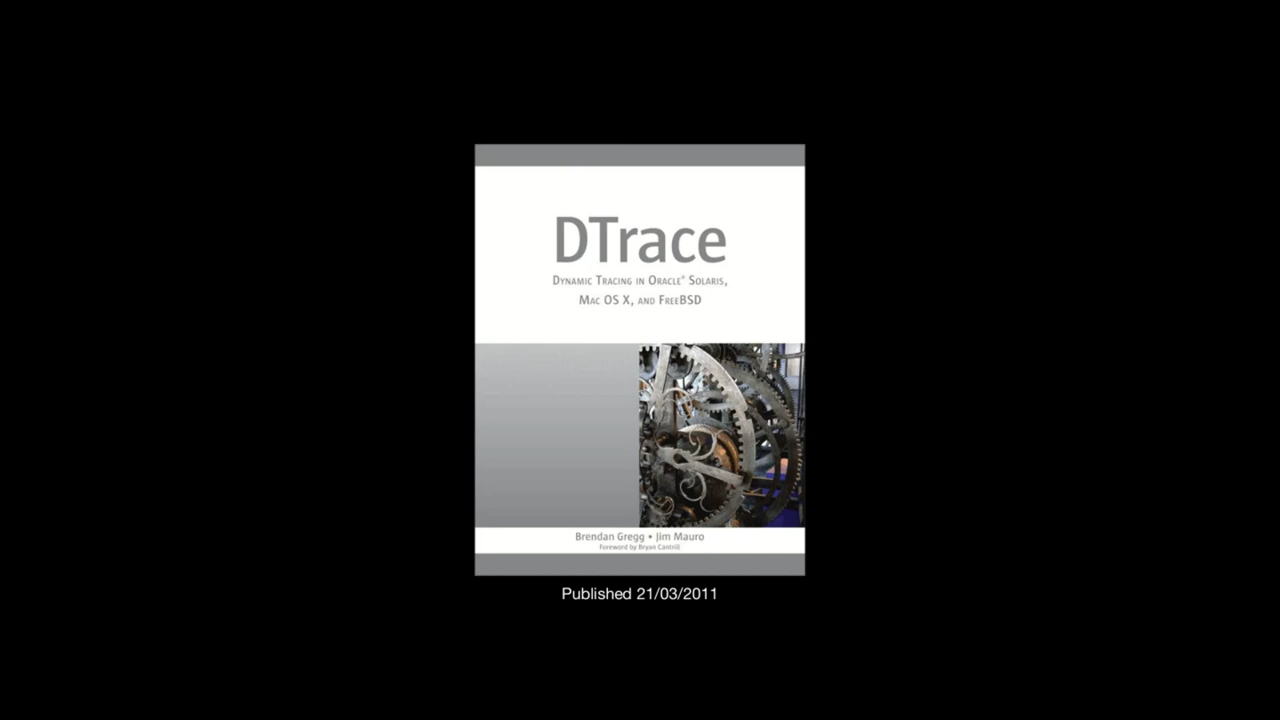 DTrace
Dynamic Tracing in Oracle® Solaris,
Mac OS X, and FreeBSD
Brendan Gregg • Jim Mauro
Foreword by Bryan Cantrill
Published 21/03/2011